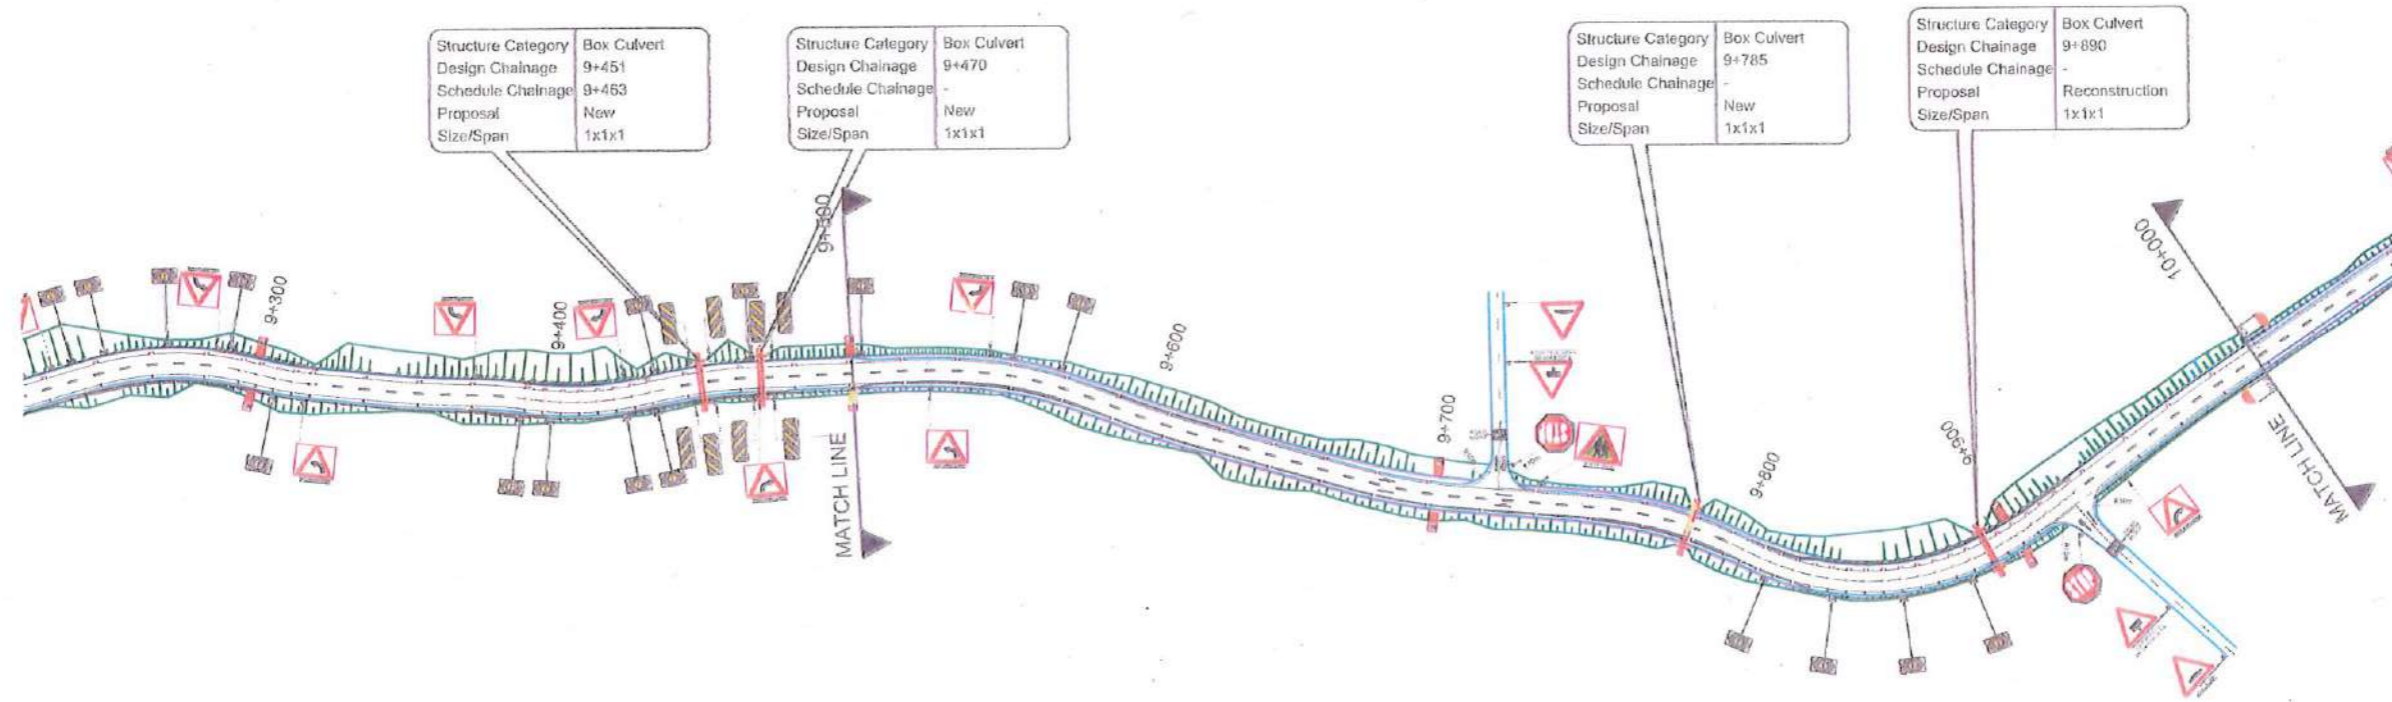 Structure Category Box Culvert
Design Chainage 9+451
Schedule Chainage 9+463
Proposal New
Size/Span 1x1x1
Structure Category Box Culvert
Design Chainage 9+470
Schedule Chainage -
Proposal New
Size/Span 1x1x1
Structure Category Box Culvert
Design Chainage 9+785
Schedule Chainage -
Proposal New
Size/Span 1x1x1
Structure Category Box Culvert
Design Chainage 9+890
Schedule Chainage -
Proposal Reconstruction
Size/Span 1x1x1
9+300
9+400
9+500
MATCH LINE
9+600
9+700
9+800
9+900
10+000
MATCH LINE